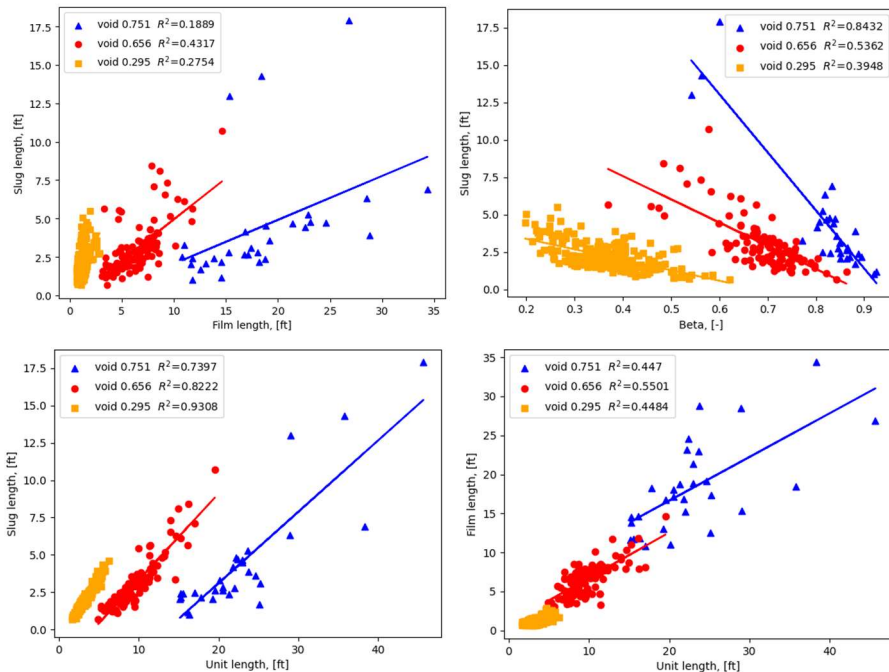 void 0.751 R²=0.1889
void 0.656 R²=0.4317
void 0.295 R²=0.2754
Slug length, [ft]
17.5
15.0
12.5
10.0
7.5
5.0
2.5
0.0
0 5 10 15 20 25 30 35
Film length, [ft]
void 0.751 R²=0.8432
void 0.656 R²=0.5362
void 0.295 R²=0.3948
Slug length, [ft]
17.5
15.0
12.5
10.0
7.5
5.0
2.5
0.0
0.2 0.3 0.4 0.5 0.6 0.7 0.8 0.9
Beta, [-]
void 0.751 R²=0.7397
void 0.656 R²=0.8222
void 0.295 R²=0.9308
Slug length, [ft]
17.5
15.0
12.5
10.0
7.5
5.0
2.5
0.0
0 10 20 30 40
Unit length, [ft]
void 0.751 R²=0.447
void 0.656 R²=0.5501
void 0.295 R²=0.4484
Film length, [ft]
35
30
25
20
15
10
5
0
0 10 20 30 40
Unit length, [ft]